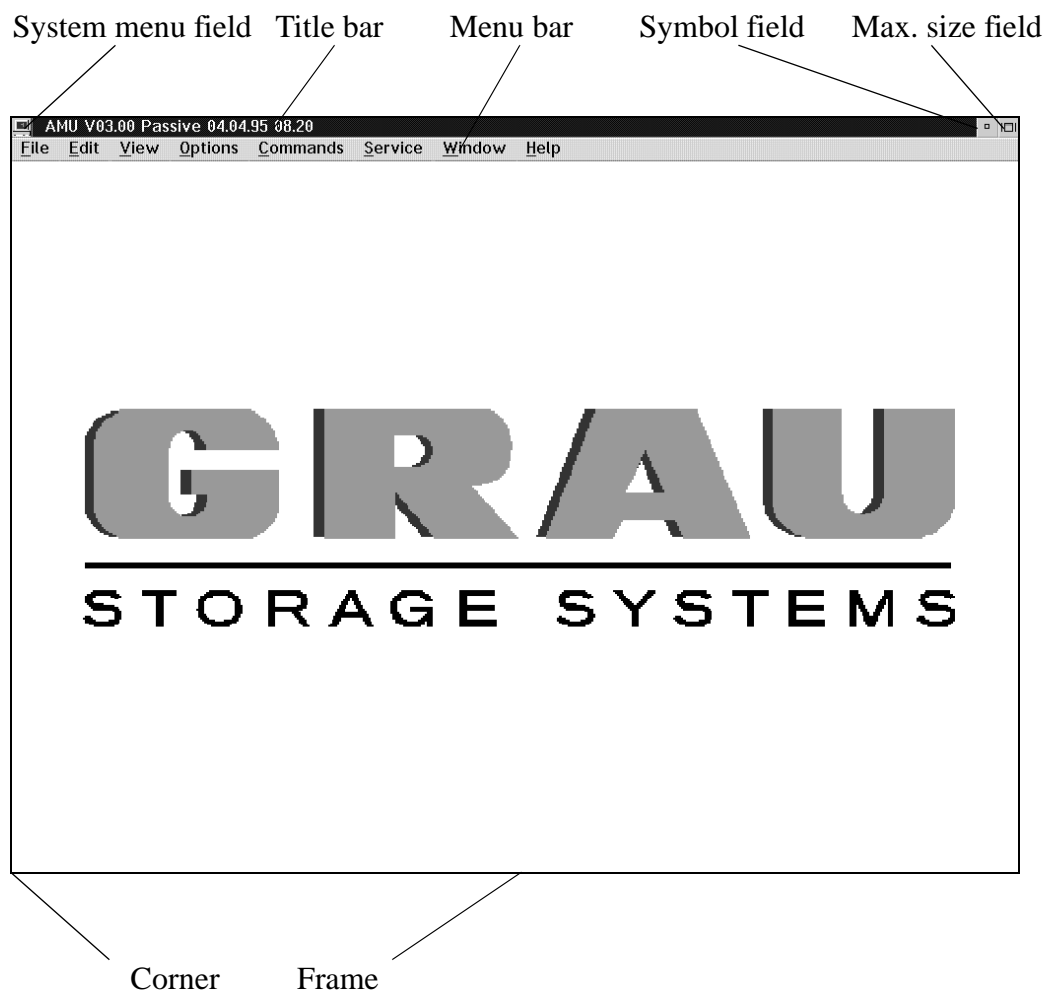 System menu field Title bar Menu bar Symbol field Max. size field
AMU V03.00 Passive 04.04.95 08.20
File Edit View Options Commands Service Window Help
GRAU
STORAGE SYSTEMS
Corner Frame